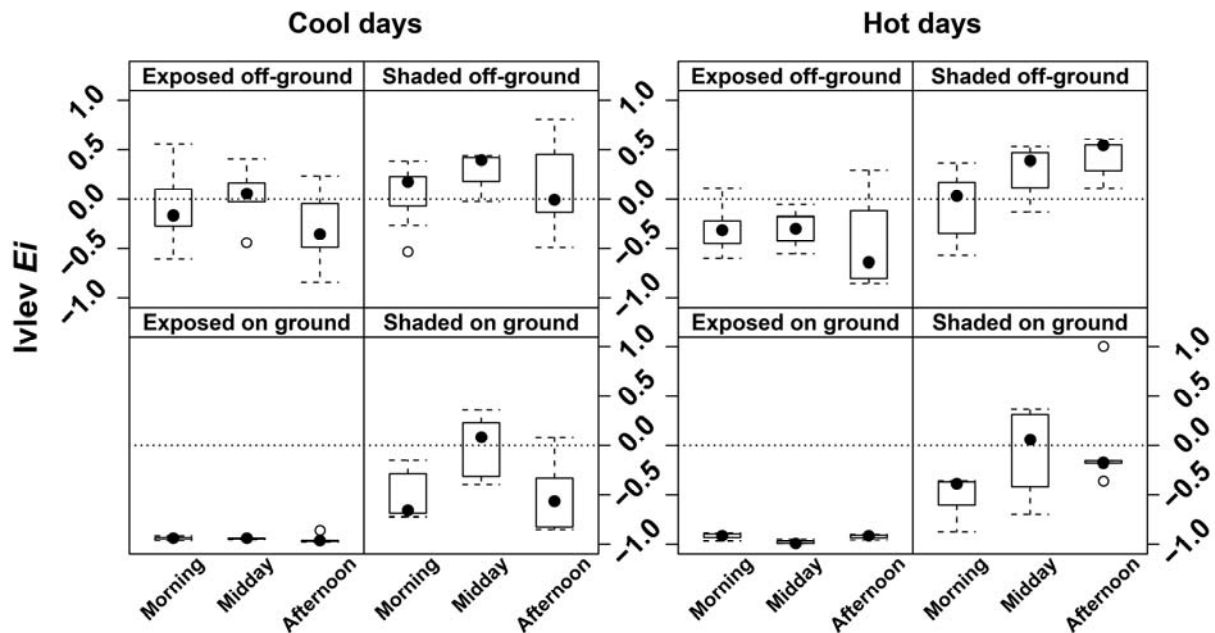 Cool days Hot days
Exposed off-ground Shaded off-ground Exposed off-ground Shaded off-ground
1.0 1.0
0.5 0.5
0.0 0.0
−0.5 −0.5
−1.0 −1.0
Ivlev Ei
Exposed on ground Shaded on ground Exposed on ground Shaded on ground
1.0 1.0
0.5 0.5
0.0 0.0
−0.5 −0.5
−1.0 −1.0
Morning Midday Afternoon Morning Midday Afternoon Morning Midday Afternoon Morning Midday Afternoon